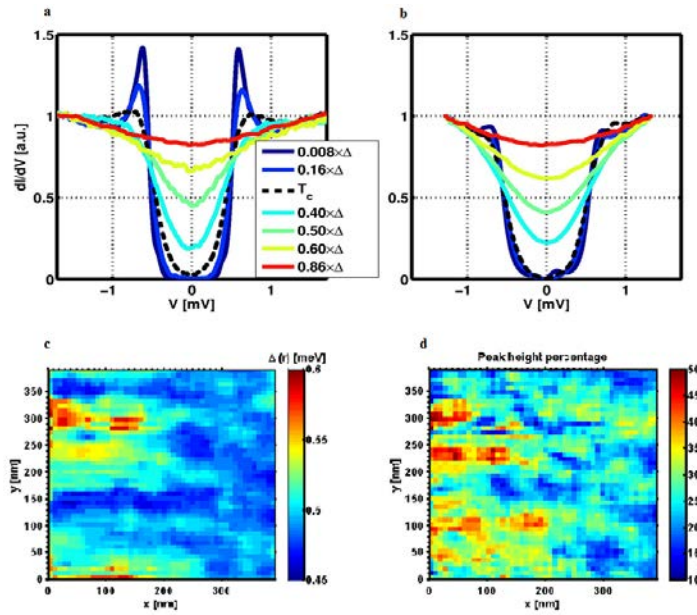 a
b
1.5
1
0.5
0
dI/dV [a.u.]
−1 0 1
V [mV]
0.008×Δ
0.16×Δ
T_c
0.40×Δ
0.50×Δ
0.60×Δ
0.86×Δ
1.5
1
0.5
0
−1 0 1
V [mV]
c
Δ (r) [meV]
350
300
250
200
150
100
50
0
y [nm]
0 100 200 300
x [nm]
0.6
0.55
0.5
0.45
d
Peak height percentage
350
300
250
200
150
100
50
0
y [nm]
0 100 200 300
x [nm]
50
45
40
35
30
25
20
15
10